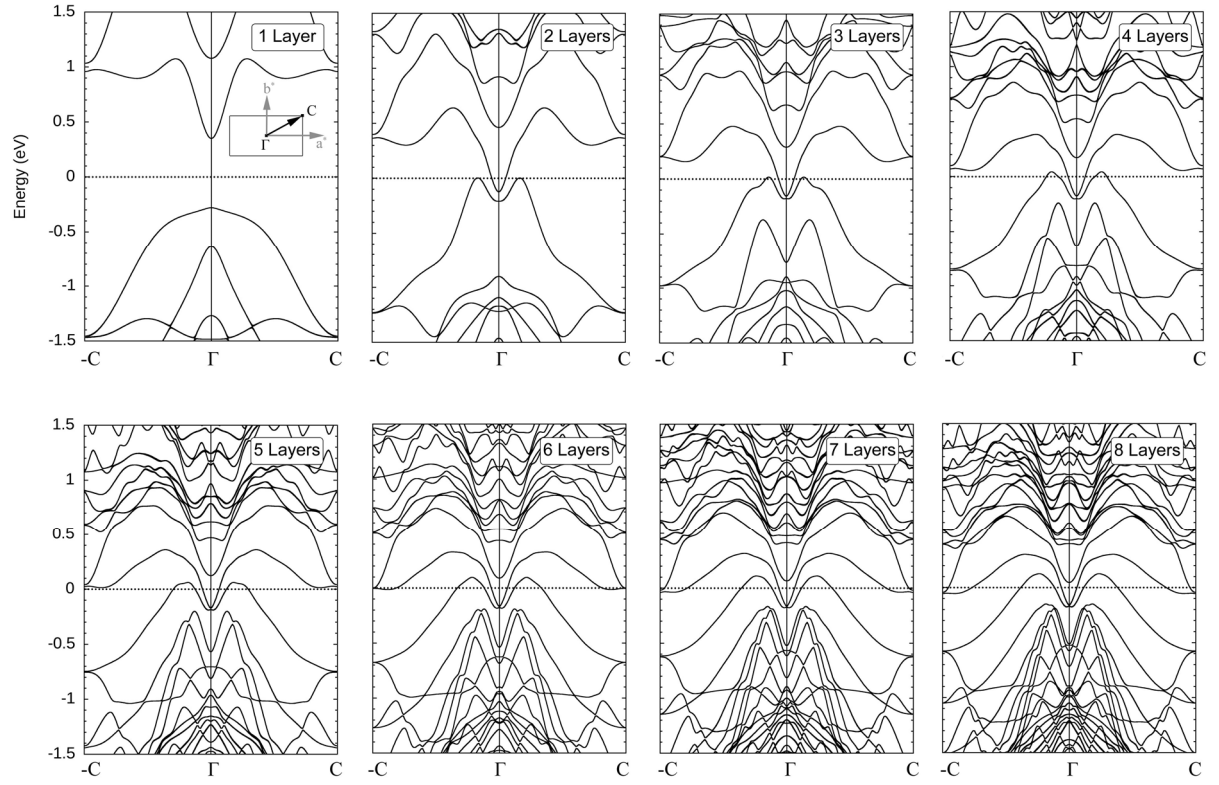 Energy (eV)
1.5
1
0.5
0
-0.5
-1
-1.5
1 Layer
b*
C
Γ
a*
2 Layers
3 Layers
4 Layers
-C Γ C
-C Γ C
-C Γ C
-C Γ C
1.5
1
0.5
0
-0.5
-1
-1.5
5 Layers
6 Layers
7 Layers
8 Layers
-C Γ C
-C Γ C
-C Γ C
-C Γ C